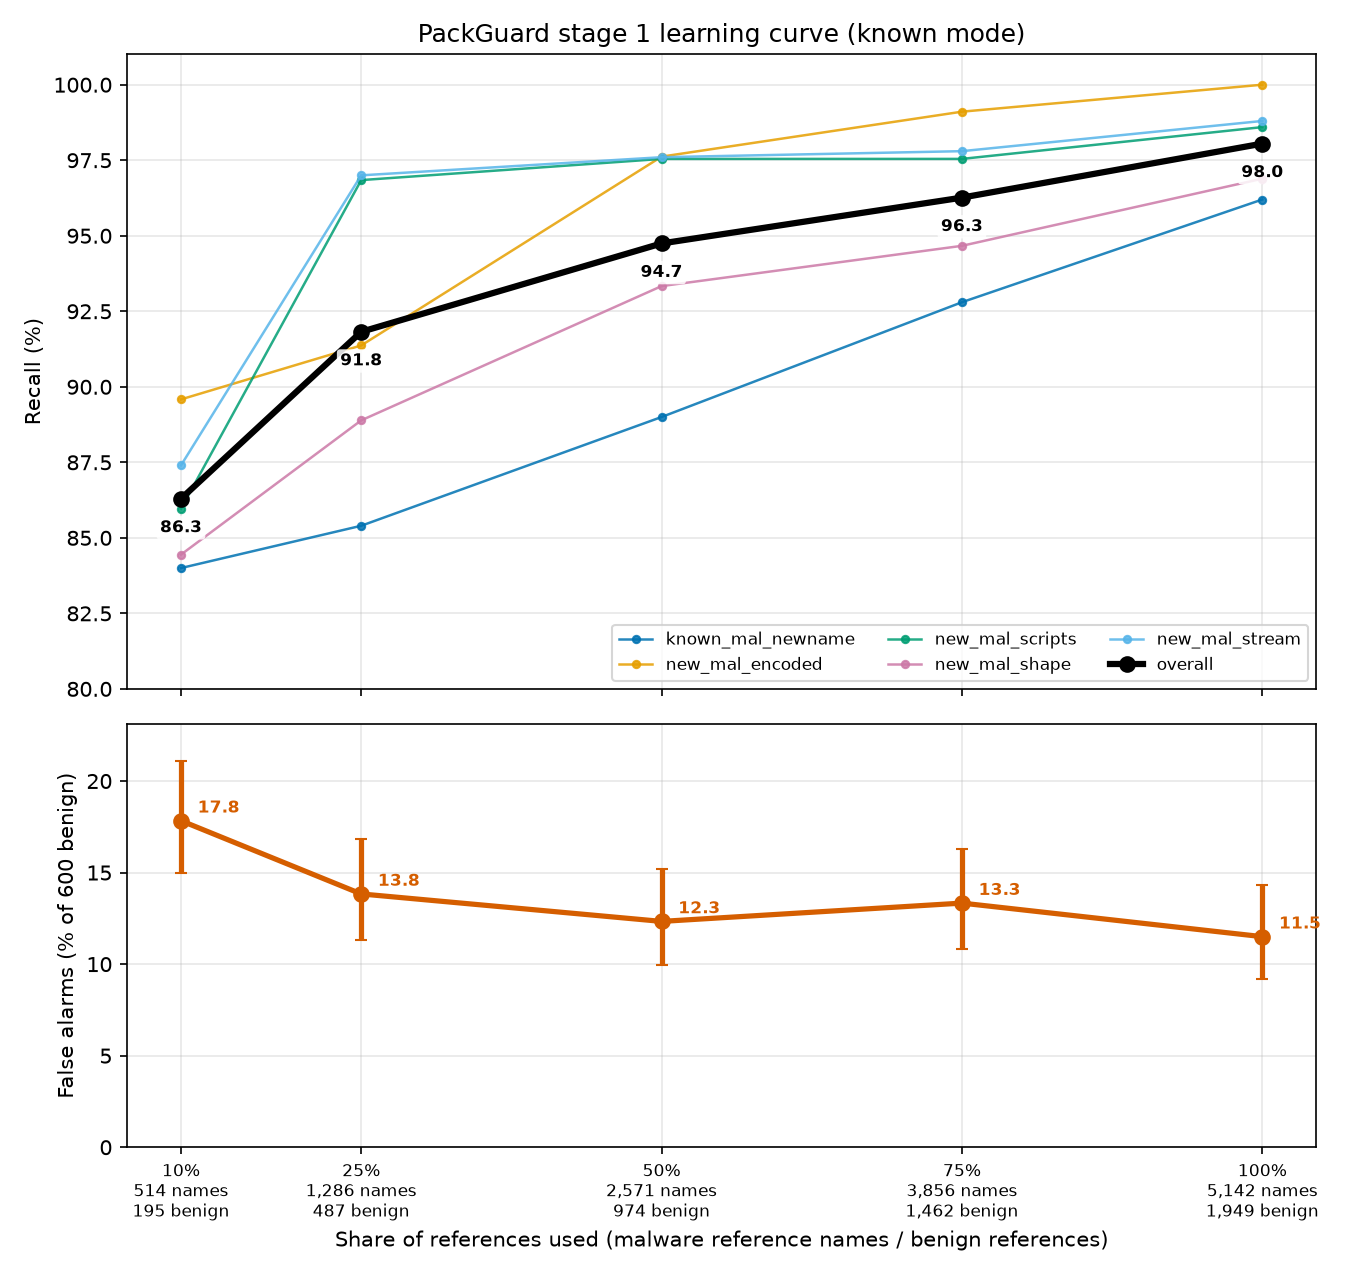 PackGuard stage 1 learning curve (known mode)
Recall (%)
100.0
97.5
95.0
92.5
90.0
87.5
85.0
82.5
80.0
86.3
91.8
94.7
96.3
98.0
known_mal_newname
new_mal_encoded
new_mal_scripts
new_mal_shape
new_mal_stream
overall
False alarms (% of 600 benign)
20
15
10
5
0
17.8
13.8
12.3
13.3
11.5
10%
514 names
195 benign
25%
1,286 names
487 benign
50%
2,571 names
974 benign
75%
3,856 names
1,462 benign
100%
5,142 names
1,949 benign
Share of references used (malware reference names / benign references)